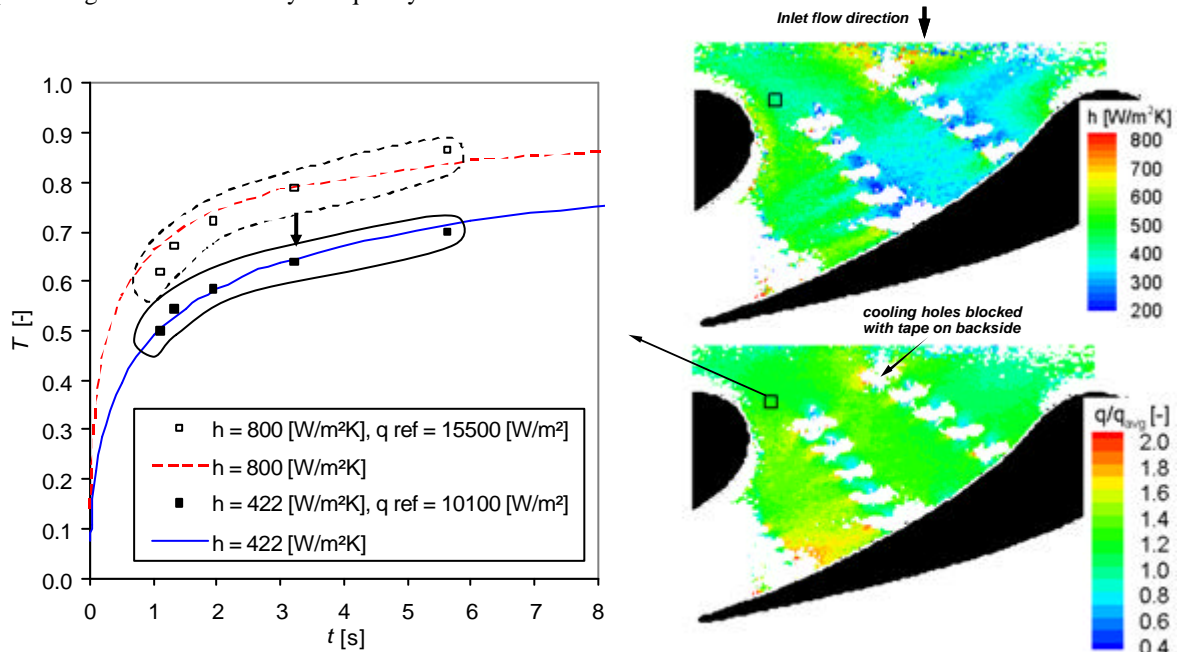 Inlet flow direction
1.0
0.9
0.8
0.7
0.6
0.5
0.4
0.3
0.2
0.1
0.0
T [-]
0 1 2 3 4 5 6 7 8
t [s]
h = 800 [W/m²K], q ref = 15500 [W/m²]
h = 800 [W/m²K]
h = 422 [W/m²K], q ref = 10100 [W/m²]
h = 422 [W/m²K]
h [W/m²K]
800
700
600
500
400
300
200
cooling holes blocked
with tape on backside
q/qavg [-]
2.0
1.8
1.6
1.4
1.2
1.0
0.8
0.6
0.4